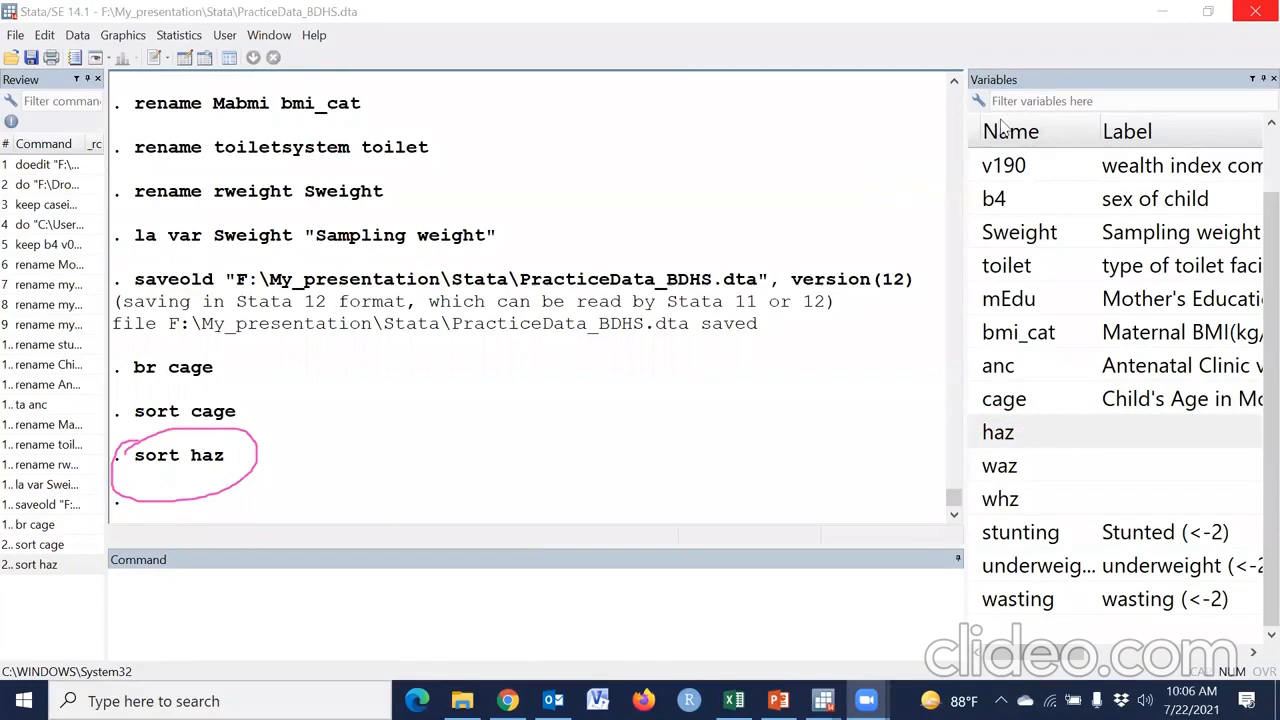 Stata/SE 14.1 - F:\My_presentation\Stata\PracticeData_BDHS.dta
File Edit Data Graphics Statistics User Window Help
Review
Filter comman
# Command _rc
1 doedit "F:\...
2 do "F:\Dro...
3 keep casei...
4 do "C:\User...
5 keep b4 v0...
6 rename Mo...
7 rename my...
8 rename my...
9 rename my...
1.. rename stu...
1.. rename Chi...
1.. rename An...
1.. ta anc
1.. rename Ma...
1.. rename toil...
1.. rename rw...
1.. la var Swei...
1.. saveold "F:...
1.. br cage
2.. sort cage
2.. sort haz
. rename Mabmi bmi_cat
. rename toiletsystem toilet
. rename rweight Sweight
. la var Sweight "Sampling weight"
. saveold "F:\My_presentation\Stata\PracticeData_BDHS.dta", version(12)
(saving in Stata 12 format, which can be read by Stata 11 or 12)
file F:\My_presentation\Stata\PracticeData_BDHS.dta saved
. br cage
. sort cage
. sort haz
.
Command
Variables
Filter variables here
Name Label
v190 wealth index com
b4 sex of child
Sweight Sampling weight
toilet type of toilet faci
mEdu Mother's Educati
bmi_cat Maternal BMI(kg/
anc Antenatal Clinic v
cage Child's Age in Mo
haz
waz
whz
stunting Stunted (<-2)
underweig... underweight (<-2
wasting wasting (<-2)
clideo.com
C:\WINDOWS\System32
CAP NUM OVR
Type here to search
88°F
10:06 AM
7/22/2021